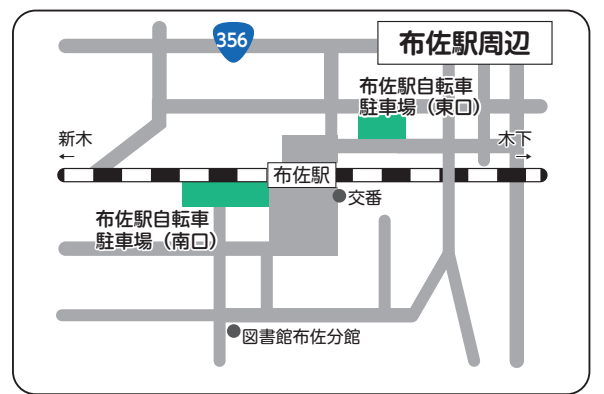 356
布佐駅周辺
布佐駅自転車
駐車場（東口）
新木
←
木下
→
布佐駅
交番
布佐駅自転車
駐車場（南口）
図書館布佐分館